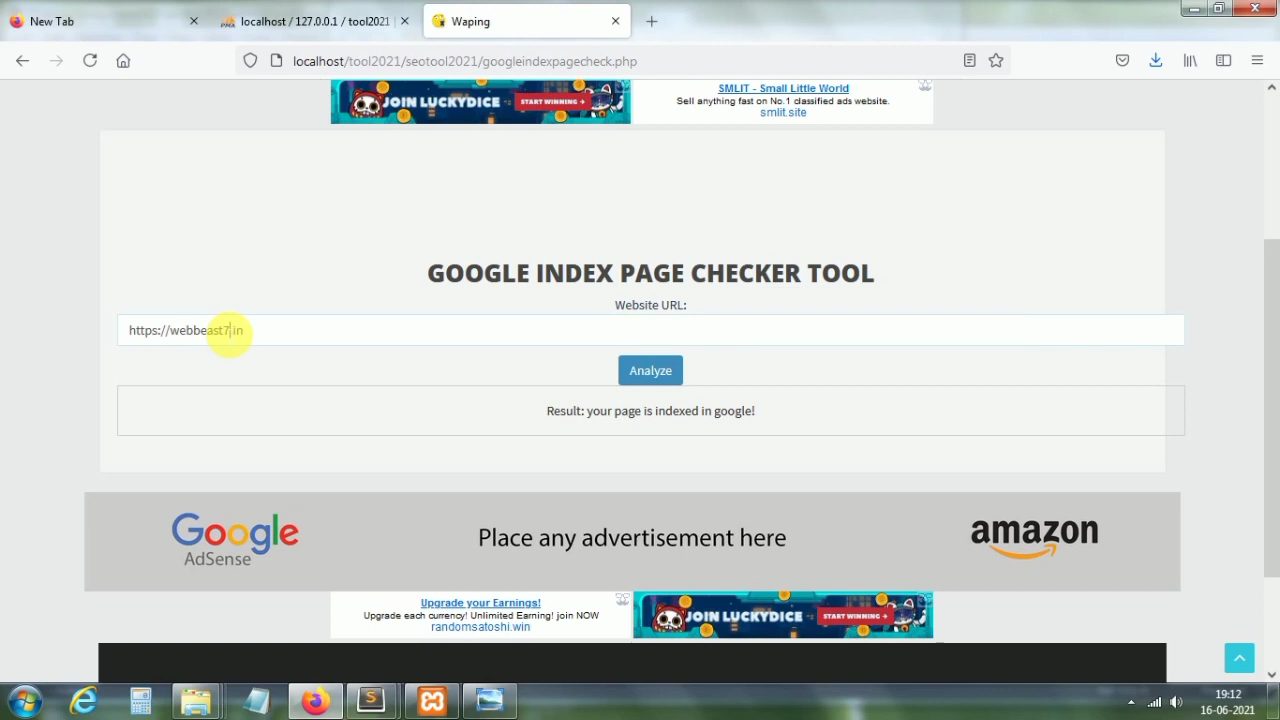 New Tab
localhost / 127.0.0.1 / tool2021 |
Waping
localhost/tool2021/seotool2021/googleindexpagecheck.php
JOIN LUCKYDICE
START WINNING
SMLIT - Small Little World
Sell anything fast on No.1 classified ads website.
smlit.site
GOOGLE INDEX PAGE CHECKER TOOL
Website URL:
https://webbeast7.in
Analyze
Result: your page is indexed in google!
Google
AdSense
Place any advertisement here
amazon
Upgrade your Earnings!
Upgrade each currency! Unlimited Earning! join NOW
randomsatoshi.win
JOIN LUCKYDICE
START WINNING
19:12
16-06-2021